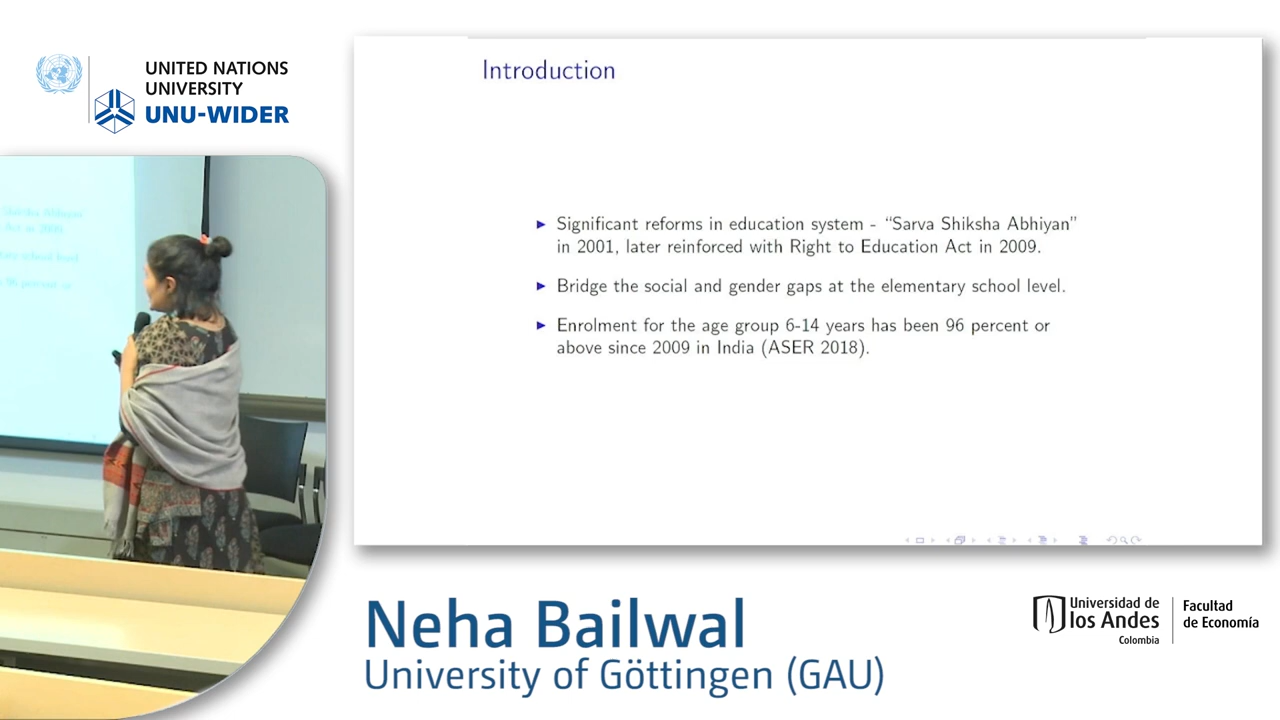 UNITED NATIONS
UNIVERSITY
UNU-WIDER
Introduction
▶ Significant reforms in education system - “Sarva Shiksha Abhiyan”
in 2001, later reinforced with Right to Education Act in 2009.
▶ Bridge the social and gender gaps at the elementary school level.
▶ Enrolment for the age group 6-14 years has been 96 percent or
above since 2009 in India (ASER 2018).
Neha Bailwal
University of Göttingen (GAU)
Universidad de
los Andes
Colombia
Facultad
de Economía